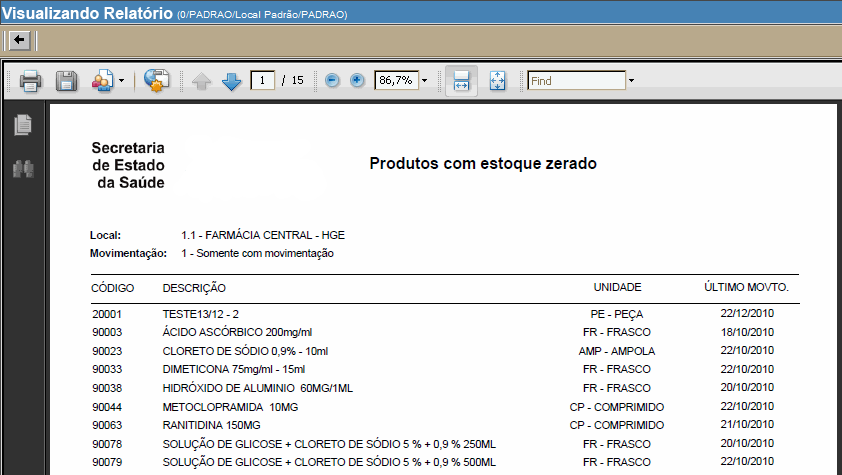 Visualizando Relatório (0/PADRAO/Local Padrão/PADRAO)
1 / 15 86,7% Find
Secretaria
de Estado
da Saúde
Produtos com estoque zerado
Local: 1.1 - FARMÁCIA CENTRAL - HGE
Movimentação: 1 - Somente com movimentação
CÓDIGO DESCRIÇÃO UNIDADE ÚLTIMO MOVTO.
20001 TESTE13/12 - 2 PE - PEÇA 22/12/2010
90003 ÁCIDO ASCÓRBICO 200mg/ml FR - FRASCO 18/10/2010
90023 CLORETO DE SÓDIO 0,9% - 10ml AMP - AMPOLA 22/10/2010
90033 DIMETICONA 75mg/ml - 15ml FR - FRASCO 22/10/2010
90038 HIDRÓXIDO DE ALUMINIO 60MG/1ML FR - FRASCO 20/10/2010
90044 METOCLOPRAMIDA 10MG CP - COMPRIMIDO 22/10/2010
90063 RANITIDINA 150MG CP - COMPRIMIDO 21/10/2010
90078 SOLUÇÃO DE GLICOSE + CLORETO DE SÓDIO 5 % + 0,9 % 250ML FR - FRASCO 20/10/2010
90079 SOLUÇÃO DE GLICOSE + CLORETO DE SÓDIO 5 % + 0,9 % 500ML FR - FRASCO 22/10/2010